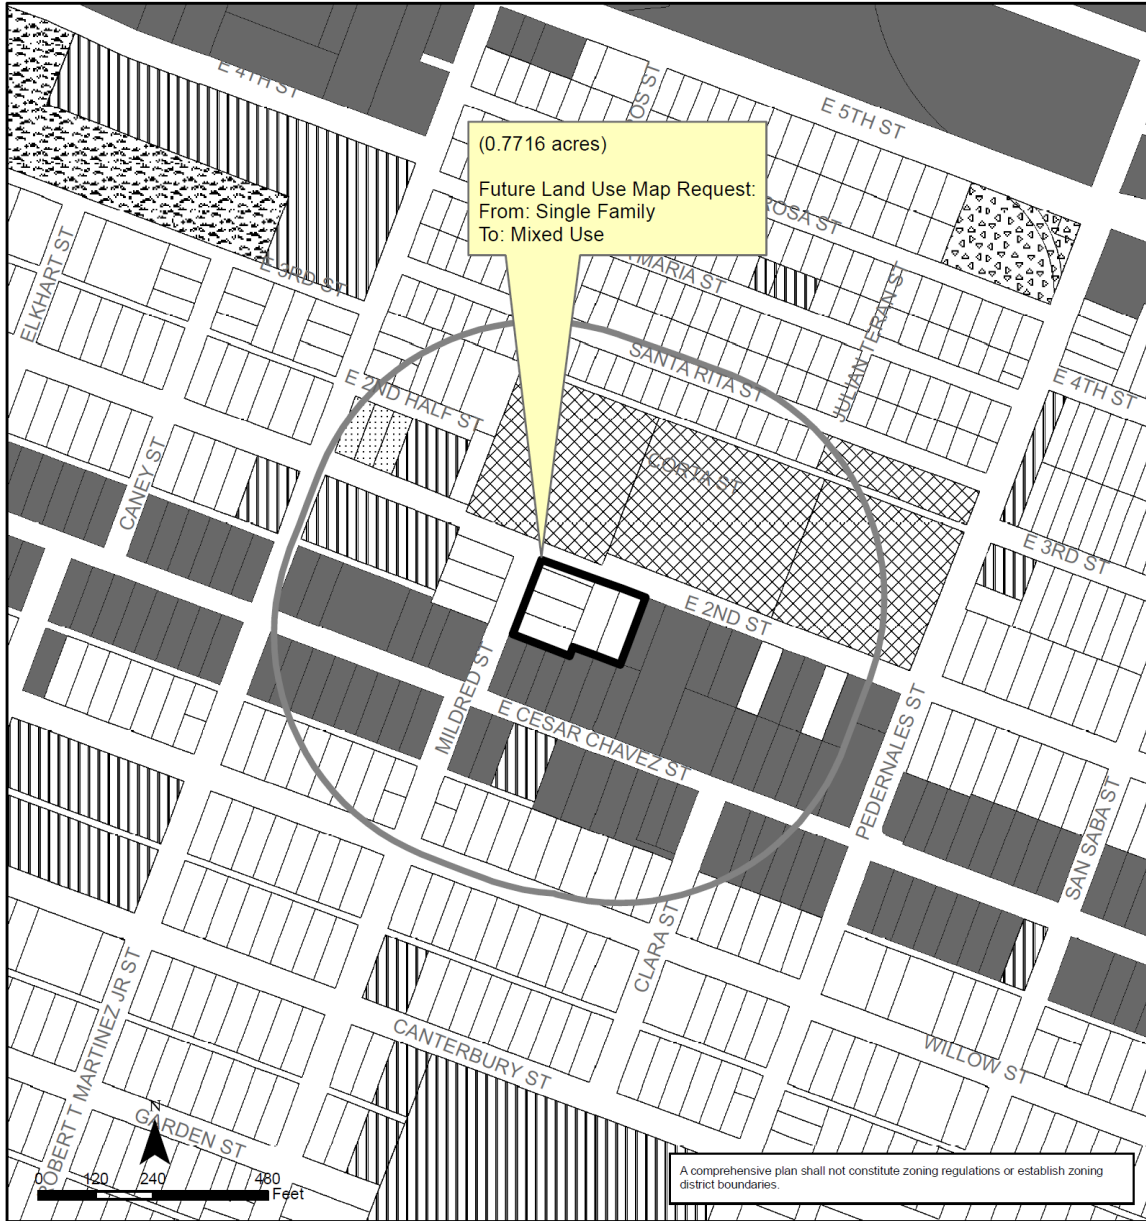 E 4TH ST
OS ST
E 5TH ST
(0.7716 acres)
Future Land Use Map Request:
From: Single Family
To: Mixed Use
ROSA ST
MARIA ST
E 3RD ST
ELKHART ST
JULIAN TERAN ST
SANTA RITA ST
E 4TH ST
E 2ND HALF ST
CANEY ST
CORTA ST
E 3RD ST
E 2ND ST
MILDRED ST
E CESAR CHAVEZ ST
PEDERNALES ST
SAN SABA ST
CLARA ST
ROBERT T MARTINEZ JR ST
CANTERBURY ST
WILLOW ST
N
GARDEN ST
0 120 240 480
Feet
A comprehensive plan shall not constitute zoning regulations or establish zoning
district boundaries.